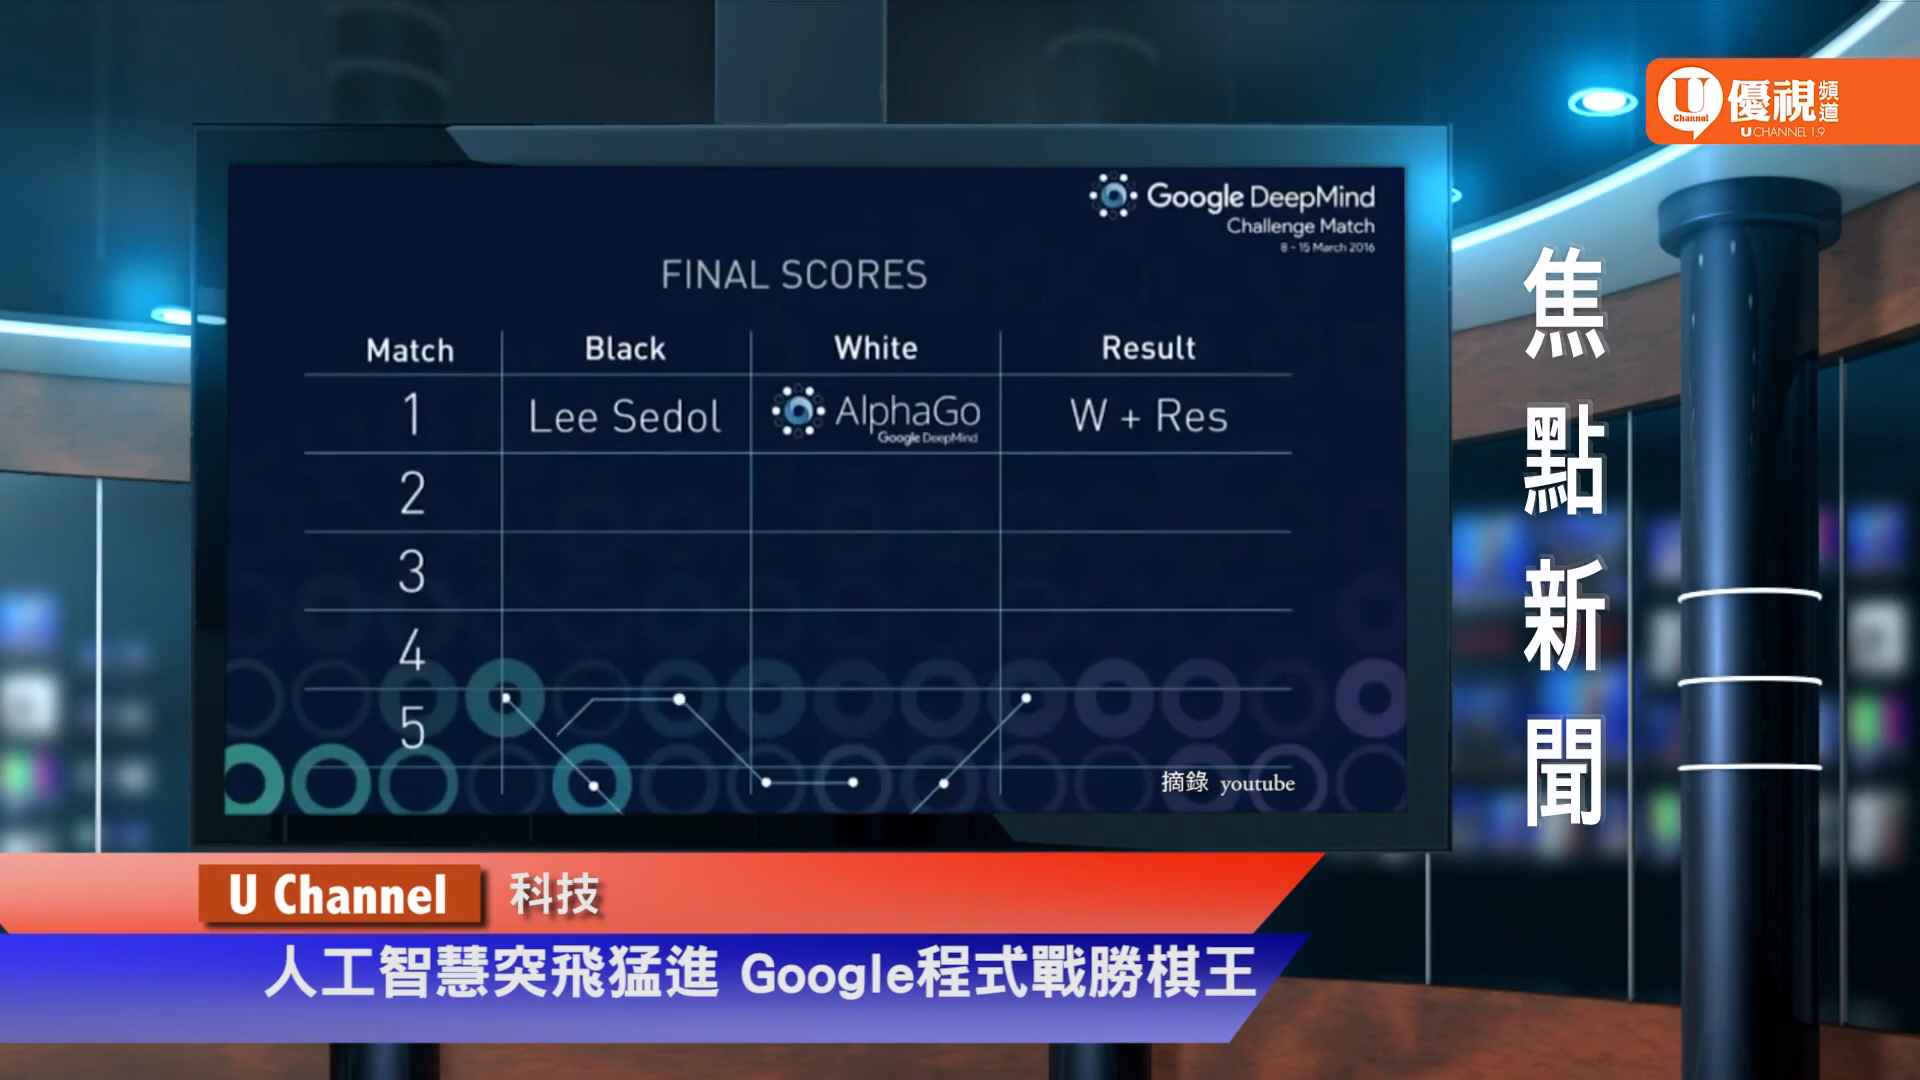 U Channel 優視頻道
U CHANNEL 1.9
Google DeepMind
Challenge Match
8 - 15 March 2016
FINAL SCORES
Match Black White Result
1 Lee Sedol AlphaGo W + Res
Google DeepMind
2
3
4
5
摘錄 youtube
焦點新聞
U Channel 科技
人工智慧突飛猛進 Google程式戰勝棋王